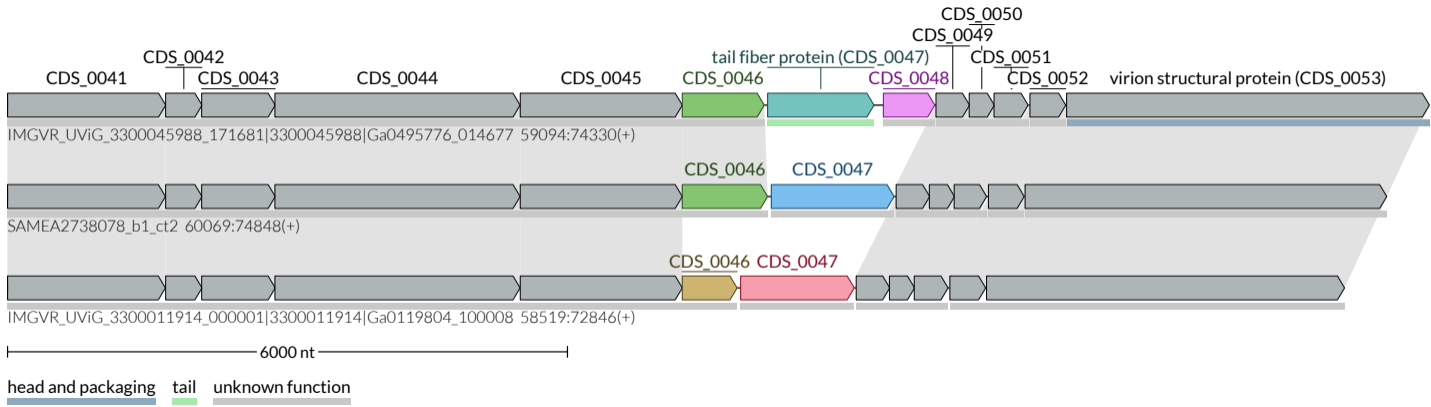 CDS_0050
CDS_0042 CDS_0049
tail fiber protein (CDS_0047) CDS_0051
CDS_0041 CDS_0043 CDS_0044 CDS_0045 CDS_0046 CDS_0048 CDS_0052 virion structural protein (CDS_0053)
IMGVR_UViG_3300045988_171681|3300045988|Ga0495776_014677 59094:74330(+)
CDS_0046 CDS_0047
SAMEA2738078_b1_ct2 60069:74848(+)
CDS_0046 CDS_0047
IMGVR_UViG_3300011914_000001|3300011914|Ga0119804_100008 58519:72846(+)
6000 nt
head and packaging tail unknown function